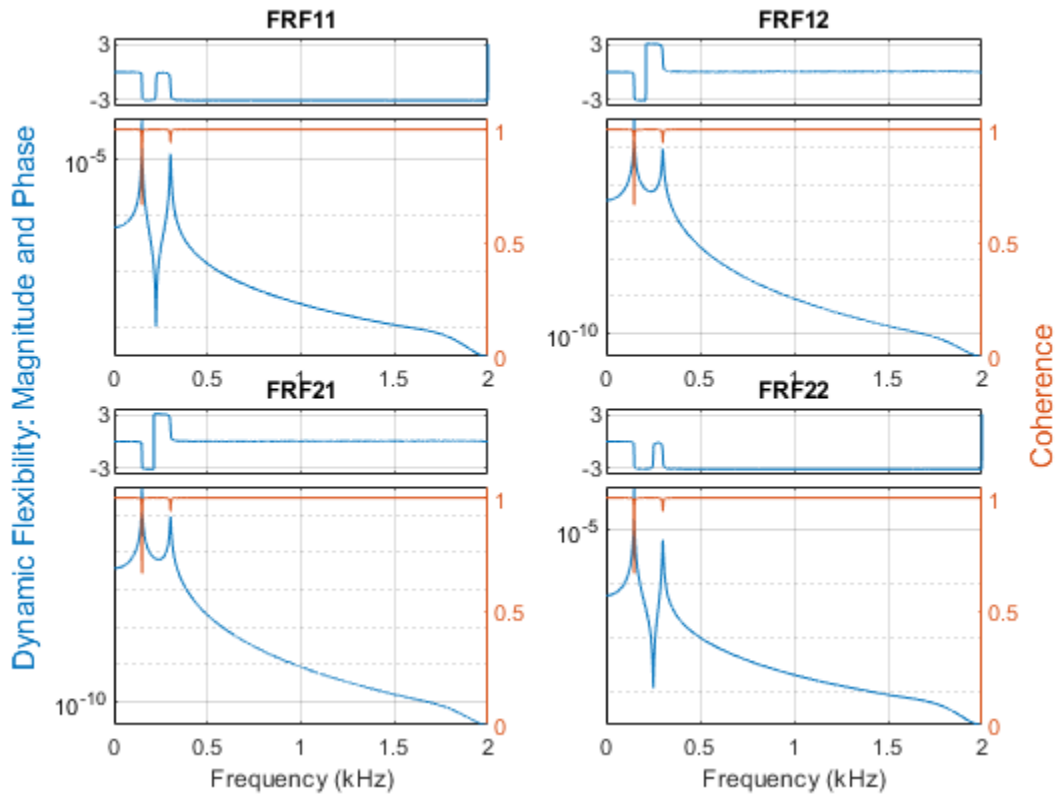 FRF11
FRF12
3
-3
3
-3
10^-5
1
0.5
0
10^-10
1
0.5
0
0 0.5 1 1.5 2
0 0.5 1 1.5 2
FRF21
FRF22
3
-3
3
-3
10^-10
1
0.5
0
10^-5
1
0.5
0
0 0.5 1 1.5 2
0 0.5 1 1.5 2
Frequency (kHz)
Frequency (kHz)
Dynamic Flexibility: Magnitude and Phase
Coherence